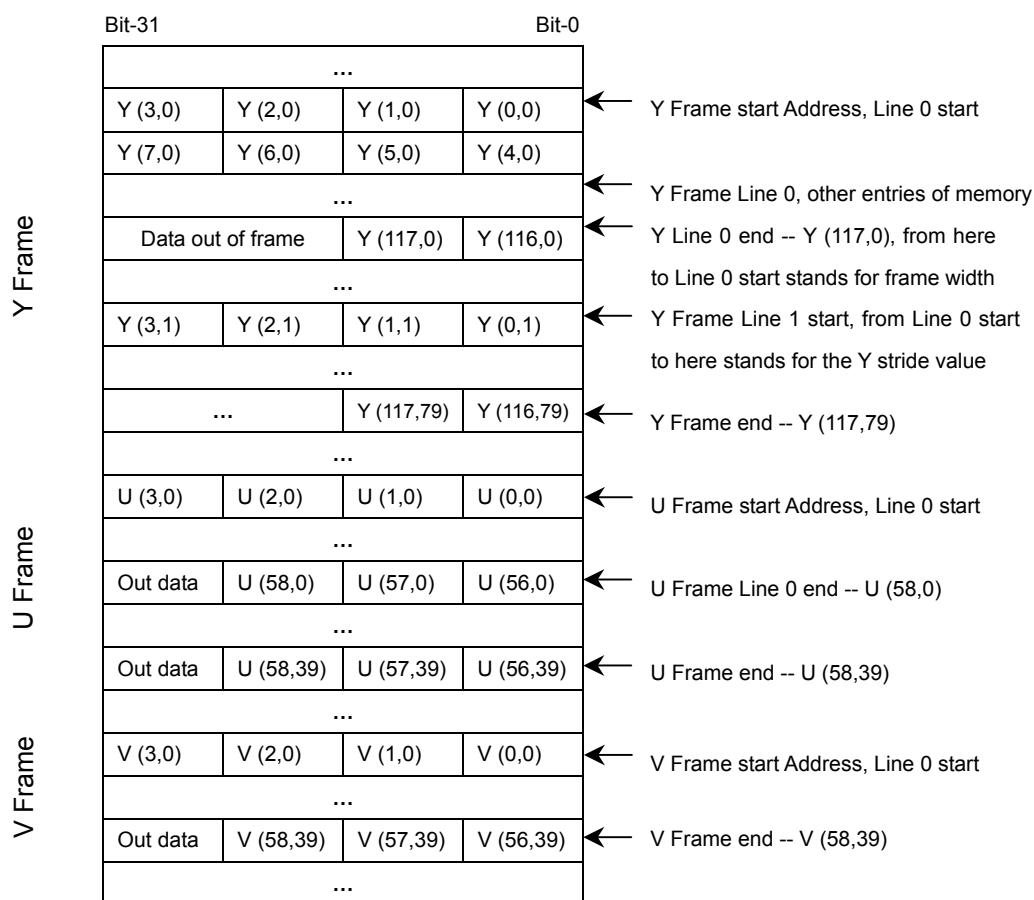 Bit-31 Bit-0
...
Y (3,0) Y (2,0) Y (1,0) Y (0,0) Y Frame start Address, Line 0 start
Y (7,0) Y (6,0) Y (5,0) Y (4,0)
... Y Frame Line 0, other entries of memory
Data out of frame Y (117,0) Y (116,0) Y Line 0 end -- Y (117,0), from here
to Line 0 start stands for frame width
...
Y (3,1) Y (2,1) Y (1,1) Y (0,1) Y Frame Line 1 start, from Line 0 start
to here stands for the Y stride value
...
... Y (117,79) Y (116,79) Y Frame end -- Y (117,79)
...
Y Frame
U (3,0) U (2,0) U (1,0) U (0,0) U Frame start Address, Line 0 start
...
Out data U (58,0) U (57,0) U (56,0) U Frame Line 0 end -- U (58,0)
...
Out data U (58,39) U (57,39) U (56,39) U Frame end -- U (58,39)
...
U Frame
V (3,0) V (2,0) V (1,0) V (0,0) V Frame start Address, Line 0 start
...
Out data V (58,39) V (57,39) V (56,39) V Frame end -- V (58,39)
...
V Frame